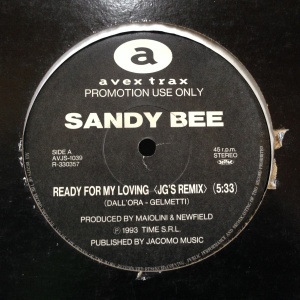 a
avex trax
PROMOTION USE ONLY
SANDY BEE
SIDE A
AVJS-1039
R-330357
45 r.p.m.
STEREO
READY FOR MY LOVING 〈JG'S REMIX〉 (5:33)
(DALL'ORA - GELMETTI)
PRODUCED BY MAIOLINI & NEWFIELD
℗ 1993 TIME S.R.L.
PUBLISHED BY JACOMO MUSIC